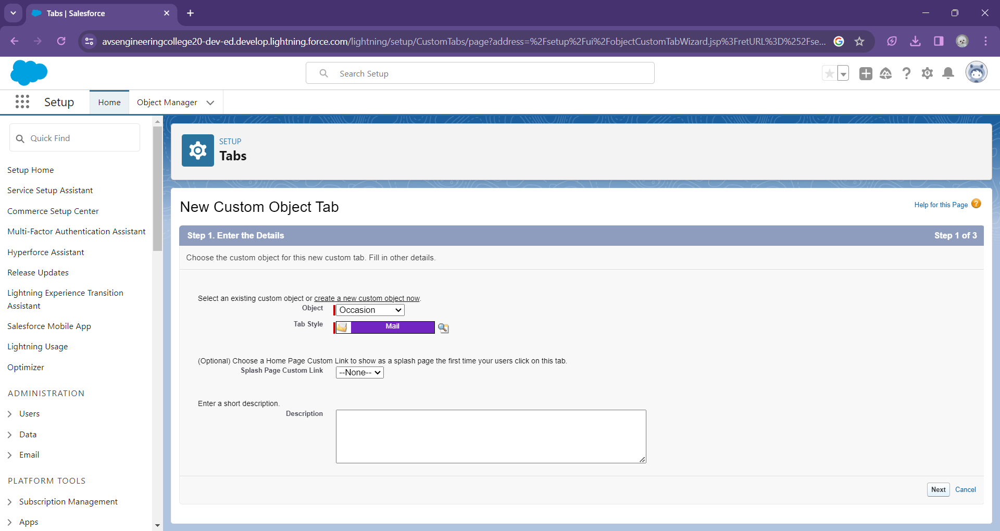 Tabs | Salesforce
avsengineeringcollege20-dev-ed.develop.lightning.force.com/lightning/setup/CustomTabs/page?address=%2Fsetup%2Fui%2FobjectCustomTabWizard.jsp%3FretURL%3D%252Fse...
Search Setup
Setup
Home
Object Manager
Quick Find
Setup Home
Service Setup Assistant
Commerce Setup Center
Multi-Factor Authentication Assistant
Hyperforce Assistant
Release Updates
Lightning Experience Transition
Assistant
Salesforce Mobile App
Lightning Usage
Optimizer
ADMINISTRATION
Users
Data
Email
PLATFORM TOOLS
Subscription Management
Apps
SETUP
Tabs
New Custom Object Tab
Help for this Page ?
Step 1. Enter the Details
Step 1 of 3
Choose the custom object for this new custom tab. Fill in other details.
Select an existing custom object or create a new custom object now.
Object
Occasion
Tab Style
Mail
(Optional) Choose a Home Page Custom Link to show as a splash page the first time your users click on this tab.
Splash Page Custom Link
--None--
Enter a short description.
Description
Next
Cancel